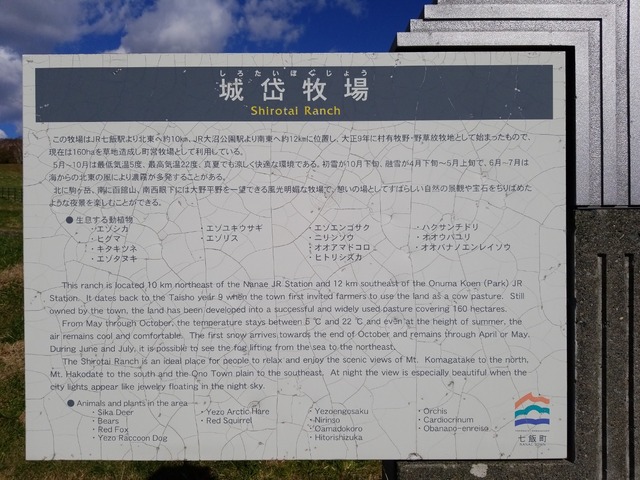 しろたいぼくじょう
城岱牧場
Shirotai Ranch
この牧場はJR七飯駅より北東へ約10km、JR大沼公園駅より南東へ約12kmに位置し、大正9年に村有牧野・野草放牧地として始まったもので、
現在は160haを草地造成し町営牧場として利用している。
5月〜10月は最低気温5度、最高気温22度、真夏でも涼しく快適な環境である。初雪が10月下旬、融雪が4月下旬〜5月上旬で、6月〜7月は
海からの北東の風により濃霧が多発することがある。
北に駒ヶ岳、南に函館山、南西眼下には大野平野を一望できる風光明媚な牧場で、憩いの場としてすばらしい自然の景観や宝石をちりばめた
ような夜景を楽しむことができる。
●生息する動植物
・エゾシカ ・エゾユキウサギ ・エゾエンゴサク ・ハクサンチドリ
・ヒグマ ・エゾリス ・ニリンソウ ・オオウバユリ
・キタキツネ ・オオアマドコロ ・オオバナノエンレイソウ
・エゾタヌキ ・ヒトリシズカ
This ranch is located 10 km northeast of the Nanae JR Station and 12 km southeast of the Onuma Koen (Park) JR
Station. It dates back to the Taisho year 9 when the town first invited farmers to use the land as a cow pasture. Still
owned by the town, the land has been developed into a successful and widely used pasture covering 160 hectares.
From May through October, the temperature stays between 5 ℃ and 22 ℃ and even at the height of summer, the
air remains cool and comfortable. The first snow arrives towards the end of October and remains through April or May.
During June and July, it is possible to see the fog lifting from the sea to the northeast.
The Shirotai Ranch is an ideal place for people to relax and enjoy the scenic views of Mt. Komagatake to the north,
Mt. Hakodate to the south and the Ono Town plain to the southeast. At night the view is especially beautiful when the
city lights appear like jewelry floating in the night sky.
●Animals and plants in the area
・Sika Deer ・Yezo Arctic Hare ・Yezoengosaku ・Orchis
・Bears ・Red Squirrel ・Nirinso ・Cardiocrinum
・Red Fox ・Oamadokoro ・Obanano-enreiso
・Yezo Raccoon Dog ・Hitorishizuka
七飯町